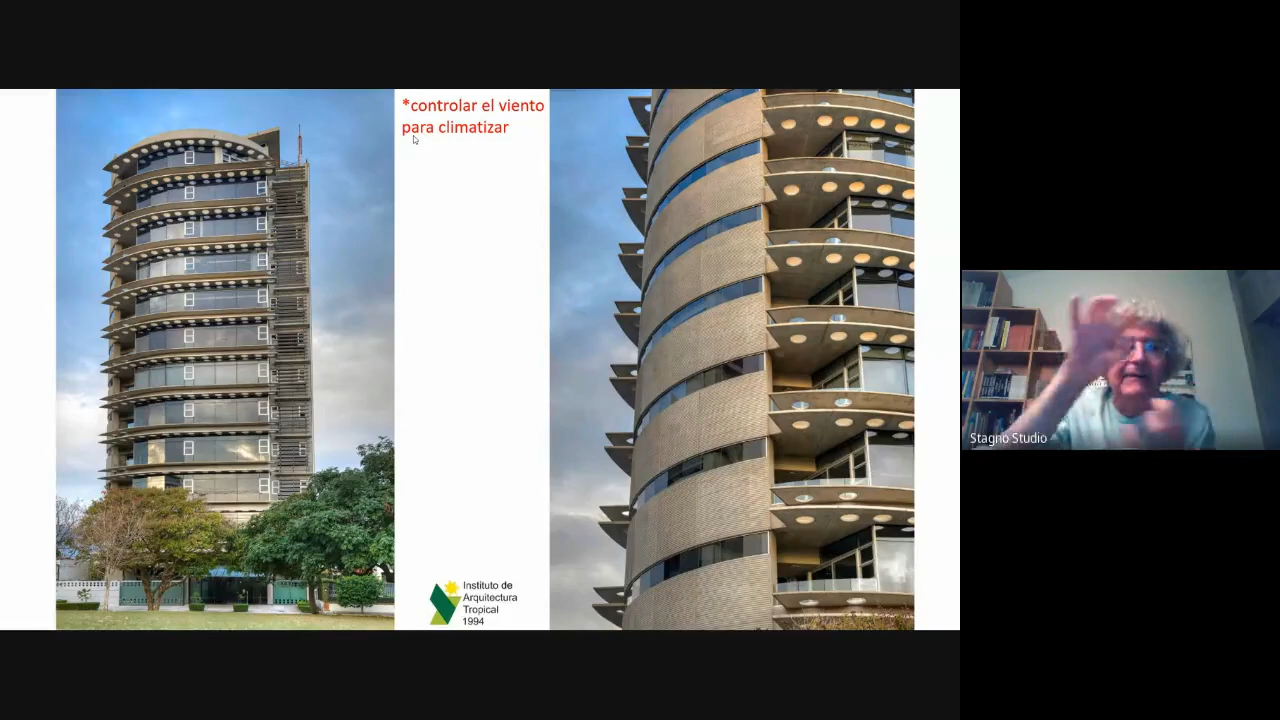 *controlar el viento
para climatizar
Instituto de
Arquitectura
Tropical
1994
Stagno Studio